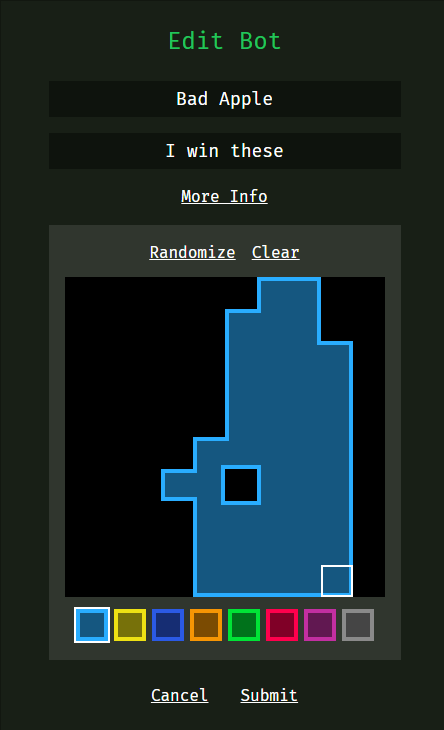 Edit Bot
Bad Apple
I win these
More Info
Randomize Clear
Cancel Submit